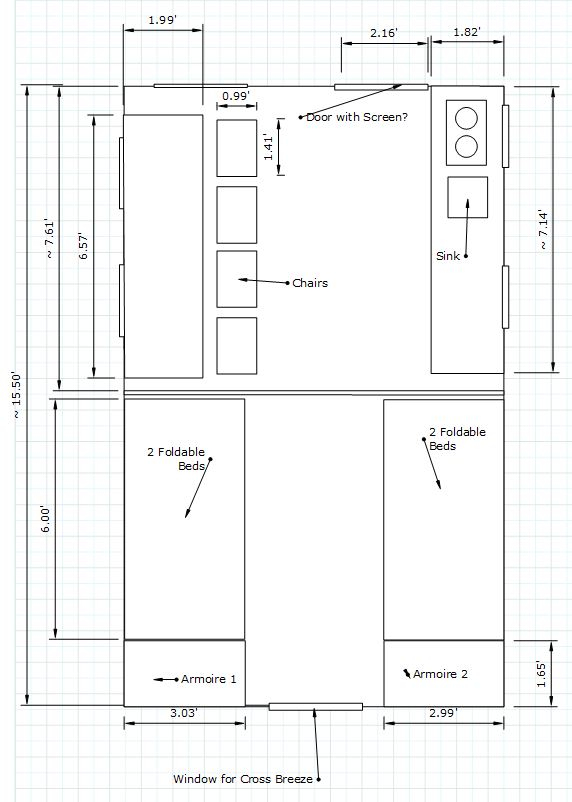 1.99'
2.16'
1.82'
0.99'
Door with Screen?
1.41'
~ 7.61'
6.57'
~ 7.14'
Sink
Chairs
~ 15.50'
2 Foldable
Beds
2 Foldable
Beds
6.00'
Armoire 1
Armoire 2
1.65'
3.03'
2.99'
Window for Cross Breeze